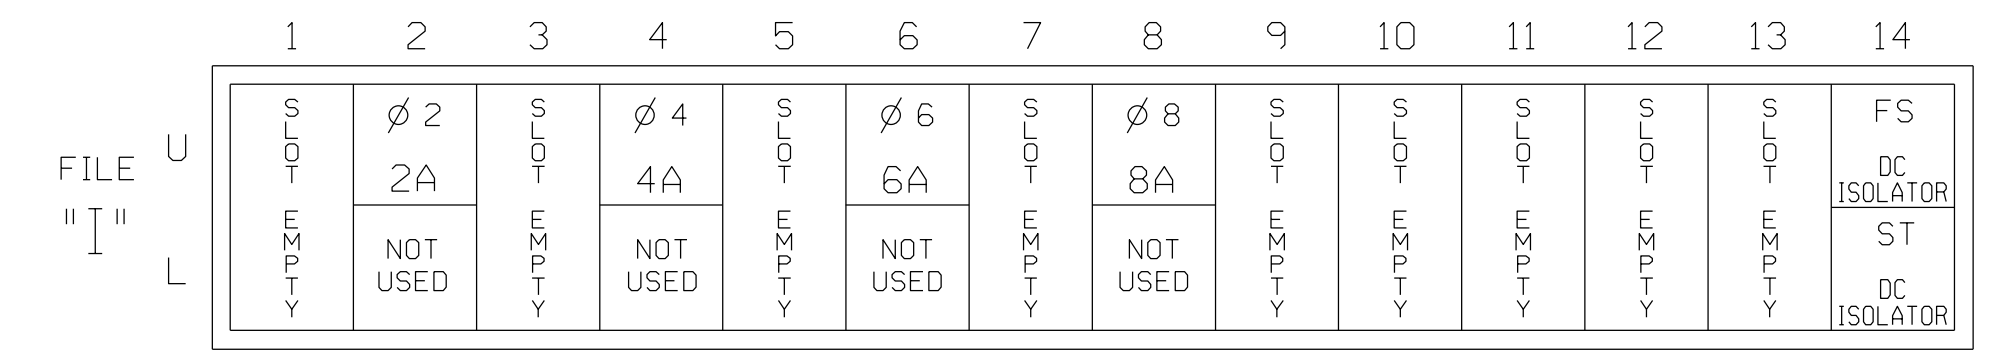 1 2 3 4 5 6 7 8 9 10 11 12 13 14
FILE
"I"
U
L
SLOT EMPTY
Ø 2
2A
NOT
USED
SLOT EMPTY
Ø 4
4A
NOT
USED
SLOT EMPTY
Ø 6
6A
NOT
USED
SLOT EMPTY
Ø 8
8A
NOT
USED
SLOT EMPTY
SLOT EMPTY
SLOT EMPTY
SLOT EMPTY
SLOT EMPTY
FS
DC
ISOLATOR
ST
DC
ISOLATOR